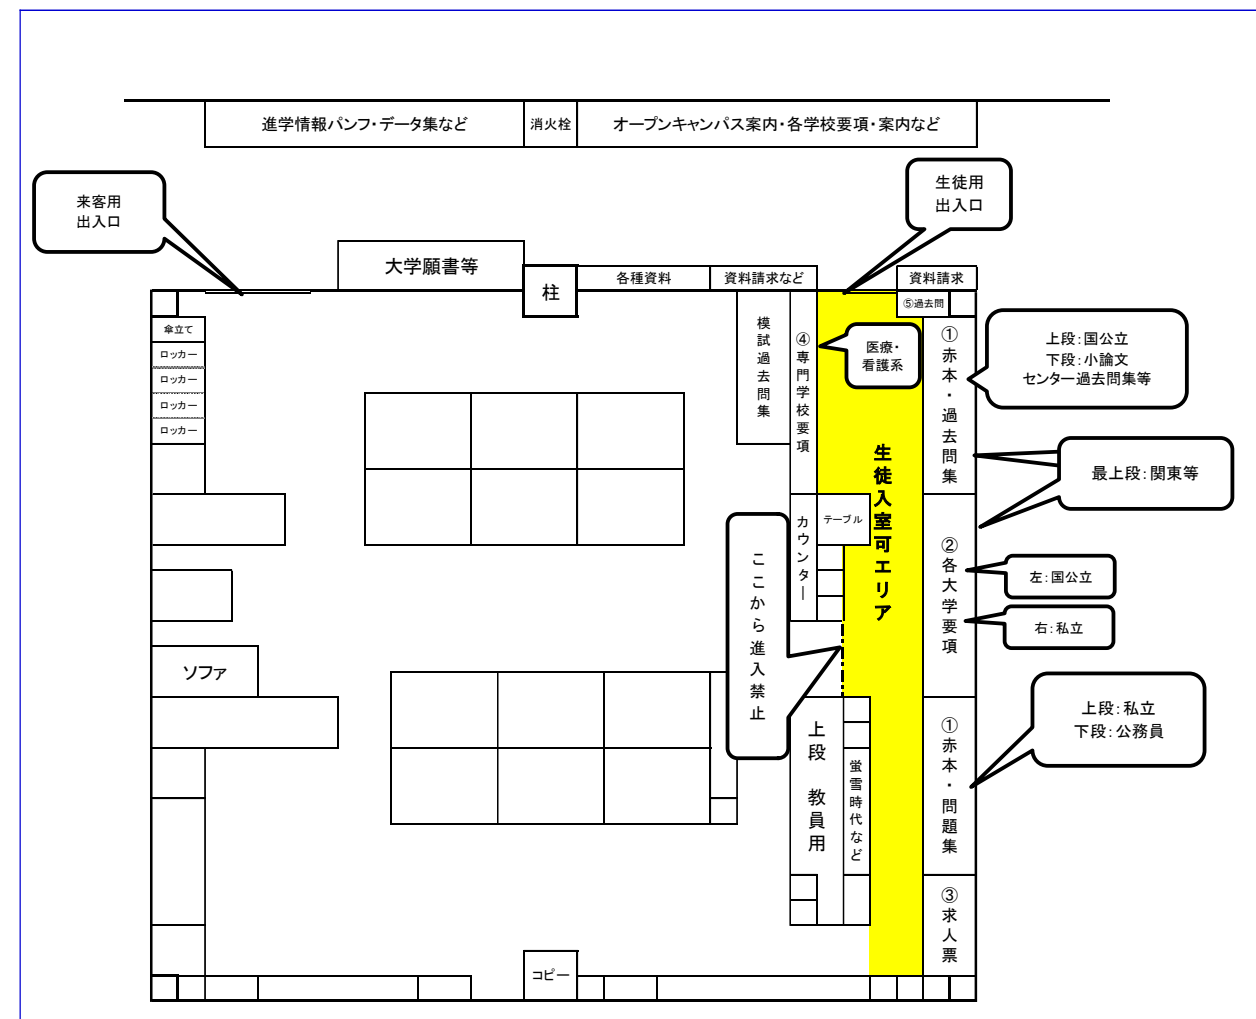 進学情報パンフ・データ集など
消火栓
オープンキャンパス案内・各学校要項・案内など
来客用
出入口
生徒用
出入口
大学願書等
柱
各種資料
資料請求など
資料請求
⑤過去問
傘立て
ロッカー
ロッカー
ロッカー
ロッカー
模試過去問集
④専門学校要項
医療・
看護系
①赤本・過去問集
上段:国公立
下段:小論文
センター過去問集等
最上段:関東等
生徒入室可エリア
カウンター
テーブル
ここから進入禁止
②各大学要項
左:国公立
右:私立
ソファ
上段 教員用
蛍雪時代など
①赤本・問題集
上段:私立
下段:公務員
③求人票
コピー